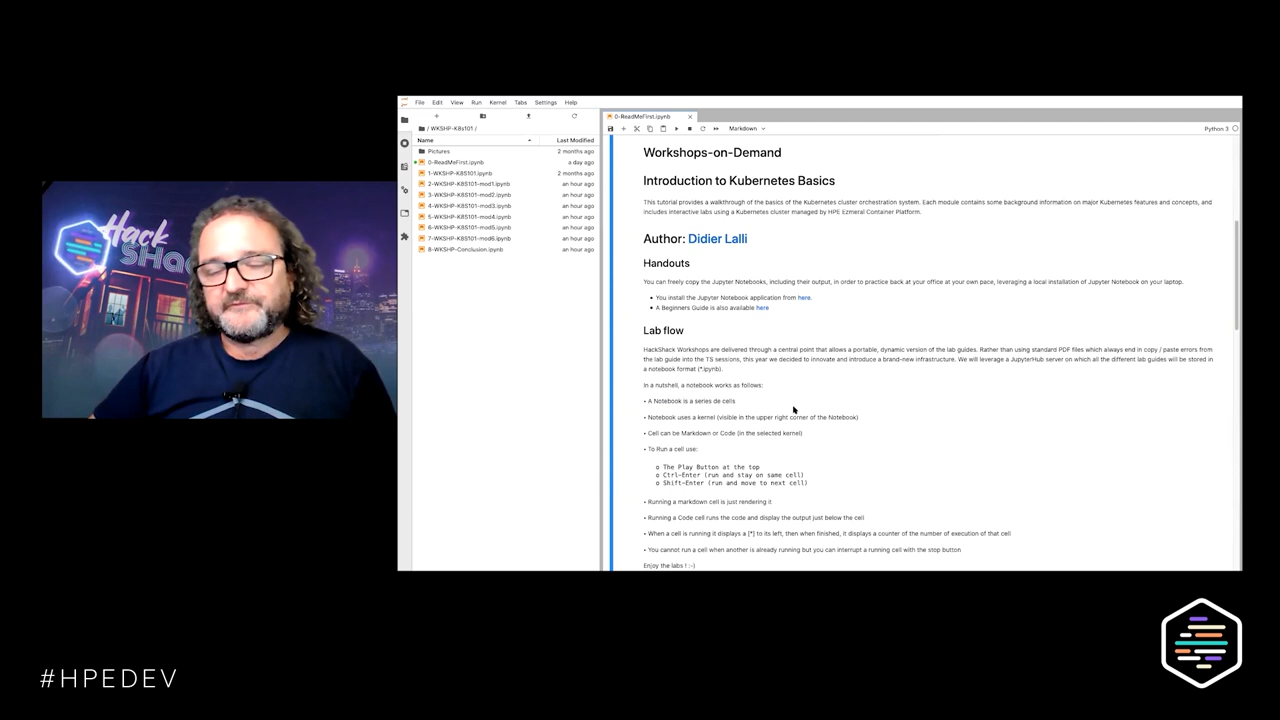 Hack
SHac
File Edit View Run Kernel Tabs Settings Help
/ WKSHP-K8s101 /
Name Last Modified
Pictures 2 months ago
0-ReadMeFirst.ipynb a day ago
1-WKSHP-K8S101.ipynb 2 months ago
2-WKSHP-K8S101-mod1.ipynb an hour ago
3-WKSHP-K8S101-mod2.ipynb an hour ago
4-WKSHP-K8S101-mod3.ipynb an hour ago
5-WKSHP-K8S101-mod4.ipynb an hour ago
6-WKSHP-K8S101-mod5.ipynb an hour ago
7-WKSHP-K8S101-mod6.ipynb an hour ago
8-WKSHP-Conclusion.ipynb an hour ago
0-ReadMeFirst.ipynb
Markdown Python 3
Workshops-on-Demand
Introduction to Kubernetes Basics
This tutorial provides a walkthrough of the basics of the Kubernetes cluster orchestration system. Each module contains some background information on major Kubernetes features and concepts, and
includes interactive labs using a Kubernetes cluster managed by HPE Ezmeral Container Platform.
Author: Didier Lalli
Handouts
You can freely copy the Jupyter Notebooks, including their output, in order to practice back at your office at your own pace, leveraging a local installation of Jupyter Notebook on your laptop.
• You install the Jupyter Notebook application from here.
• A Beginners Guide is also available here
Lab flow
HackShack Workshops are delivered through a central point that allows a portable, dynamic version of the lab guides. Rather than using standard PDF files which always end in copy / paste errors from
the lab guide into the TS sessions, this year we decided to innovate and introduce a brand-new infrastructure. We will leverage a JupyterHub server on which all the different lab guides will be stored in
a notebook format (*.ipynb).
In a nutshell, a notebook works as follows:
• A Notebook is a series de cells
• Notebook uses a kernel (visible in the upper right corner of the Notebook)
• Cell can be Markdown or Code (in the selected kernel)
• To Run a cell use:
o The Play Button at the top
o Ctrl-Enter (run and stay on same cell)
o Shift-Enter (run and move to next cell)
• Running a markdown cell is just rendering it
• Running a Code cell runs the code and display the output just below the cell
• When a cell is running it displays a [*] to its left, then when finished, it displays a counter of the number of execution of that cell
• You cannot run a cell when another is already running but you can interrupt a running cell with the stop button
Enjoy the labs ! :-)
#HPEDEV